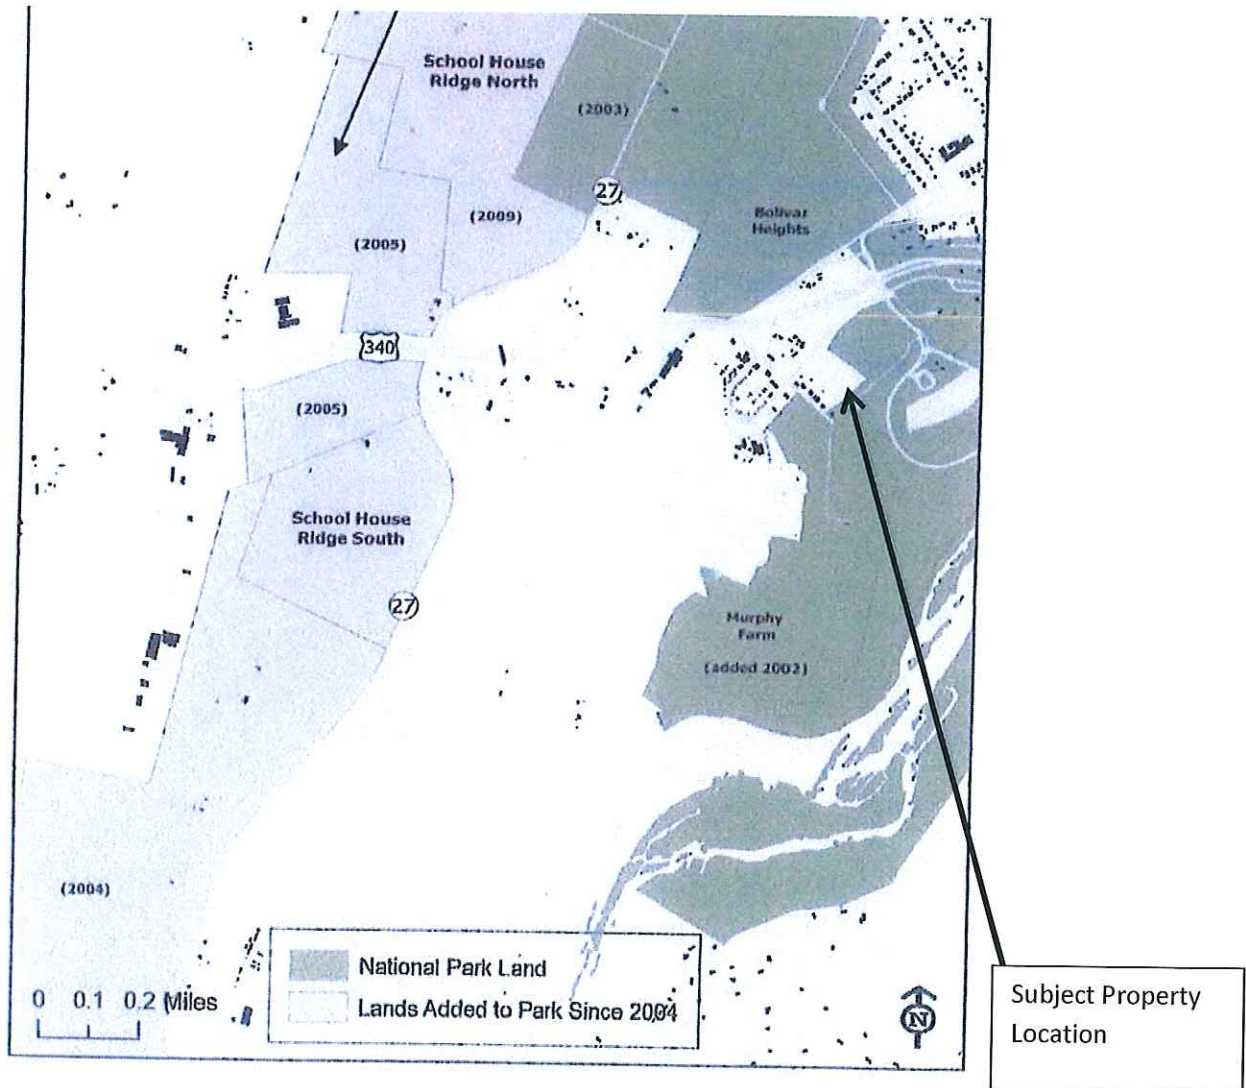 School House
Ridge North
(2003)
27
(2009)
Bolivar
Heights
(2005)
340
(2005)
School House
Ridge South
27
Murphy
Farm
(added 2002)
(2004)
National Park Land
Lands Added to Park Since 2004
0 0.1 0.2 Miles
N
Subject Property
Location